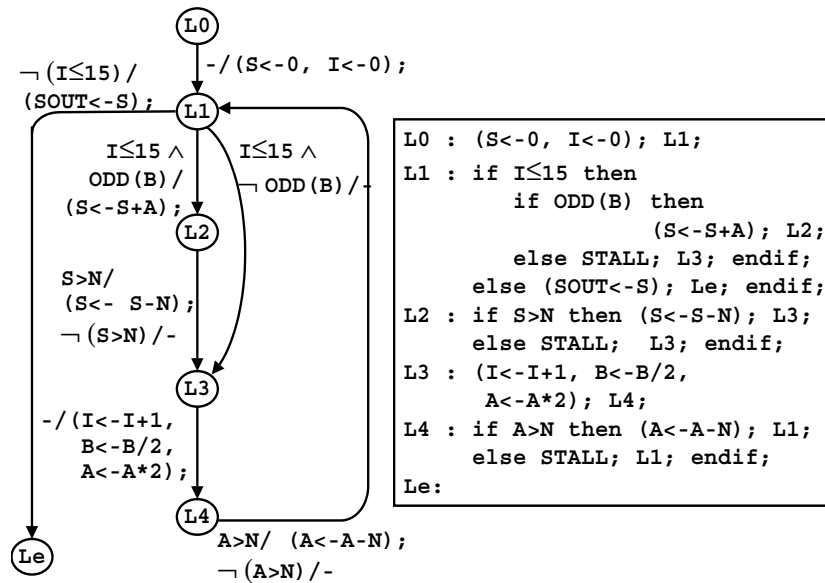 L0
-/(S<-0, I<-0);
¬ (I≤15)/
(SOUT<-S);
L1
I≤15 ∧
ODD(B)/
(S<-S+A);
I≤15 ∧
¬ ODD(B)/-
L2
S>N/
(S<- S-N);
¬ (S>N)/-
L3
-/(I<-I+1,
B<-B/2,
A<-A*2);
L4
A>N/ (A<-A-N);
¬ (A>N)/-
Le
L0 : (S<-0, I<-0); L1;
L1 : if I≤15 then
if ODD(B) then
(S<-S+A); L2;
else STALL; L3; endif;
else (SOUT<-S); Le; endif;
L2 : if S>N then (S<-S-N); L3;
else STALL; L3; endif;
L3 : (I<-I+1, B<-B/2,
A<-A*2); L4;
L4 : if A>N then (A<-A-N); L1;
else STALL; L1; endif;
Le: